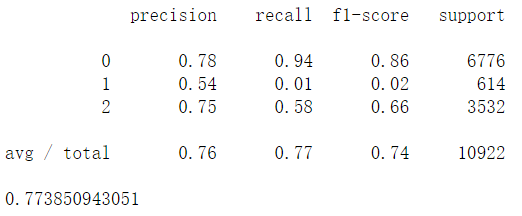 precision recall f1-score support
0 0.78 0.94 0.86 6776
1 0.54 0.01 0.02 614
2 0.75 0.58 0.66 3532
avg / total 0.76 0.77 0.74 10922
0.773850943051